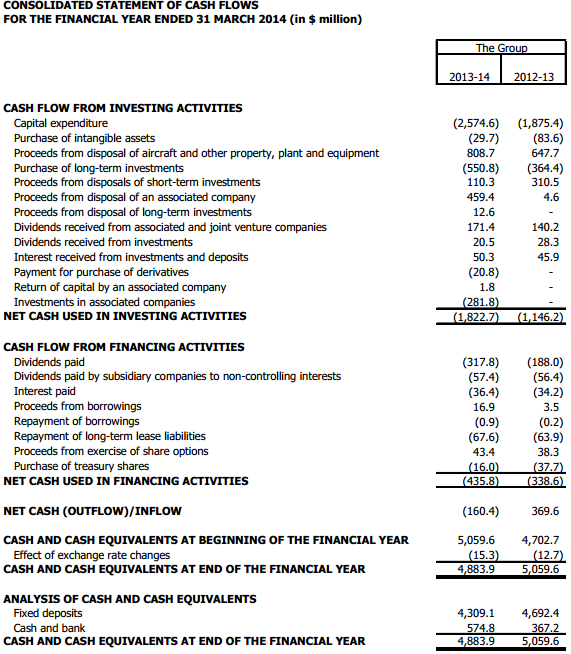 CONSOLIDATED STATEMENT OF CASH FLOWS
FOR THE FINANCIAL YEAR ENDED 31 MARCH 2014 (in $ million)
The Group
2013-14 2012-13
CASH FLOW FROM INVESTING ACTIVITIES
Capital expenditure (2,574.6) (1,875.4)
Purchase of intangible assets (29.7) (83.6)
Proceeds from disposal of aircraft and other property, plant and equipment 808.7 647.7
Purchase of long-term investments (550.8) (364.4)
Proceeds from disposals of short-term investments 110.3 310.5
Proceeds from disposal of an associated company 459.4 4.6
Proceeds from disposal of long-term investments 12.6 -
Dividends received from associated and joint venture companies 171.4 140.2
Dividends received from investments 20.5 28.3
Interest received from investments and deposits 50.3 45.9
Payment for purchase of derivatives (20.8) -
Return of capital by an associated company 1.8 -
Investments in associated companies (281.8) -
NET CASH USED IN INVESTING ACTIVITIES (1,822.7) (1,146.2)
CASH FLOW FROM FINANCING ACTIVITIES
Dividends paid (317.8) (188.0)
Dividends paid by subsidiary companies to non-controlling interests (57.4) (56.4)
Interest paid (36.4) (34.2)
Proceeds from borrowings 16.9 3.5
Repayment of borrowings (0.9) (0.2)
Repayment of long-term lease liabilities (67.6) (63.9)
Proceeds from exercise of share options 43.4 38.3
Purchase of treasury shares (16.0) (37.7)
NET CASH USED IN FINANCING ACTIVITIES (435.8) (338.6)
NET CASH (OUTFLOW)/INFLOW (160.4) 369.6
CASH AND CASH EQUIVALENTS AT BEGINNING OF THE FINANCIAL YEAR 5,059.6 4,702.7
Effect of exchange rate changes (15.3) (12.7)
CASH AND CASH EQUIVALENTS AT END OF THE FINANCIAL YEAR 4,883.9 5,059.6
ANALYSIS OF CASH AND CASH EQUIVALENTS
Fixed deposits 4,309.1 4,692.4
Cash and bank 574.8 367.2
CASH AND CASH EQUIVALENTS AT END OF THE FINANCIAL YEAR 4,883.9 5,059.6